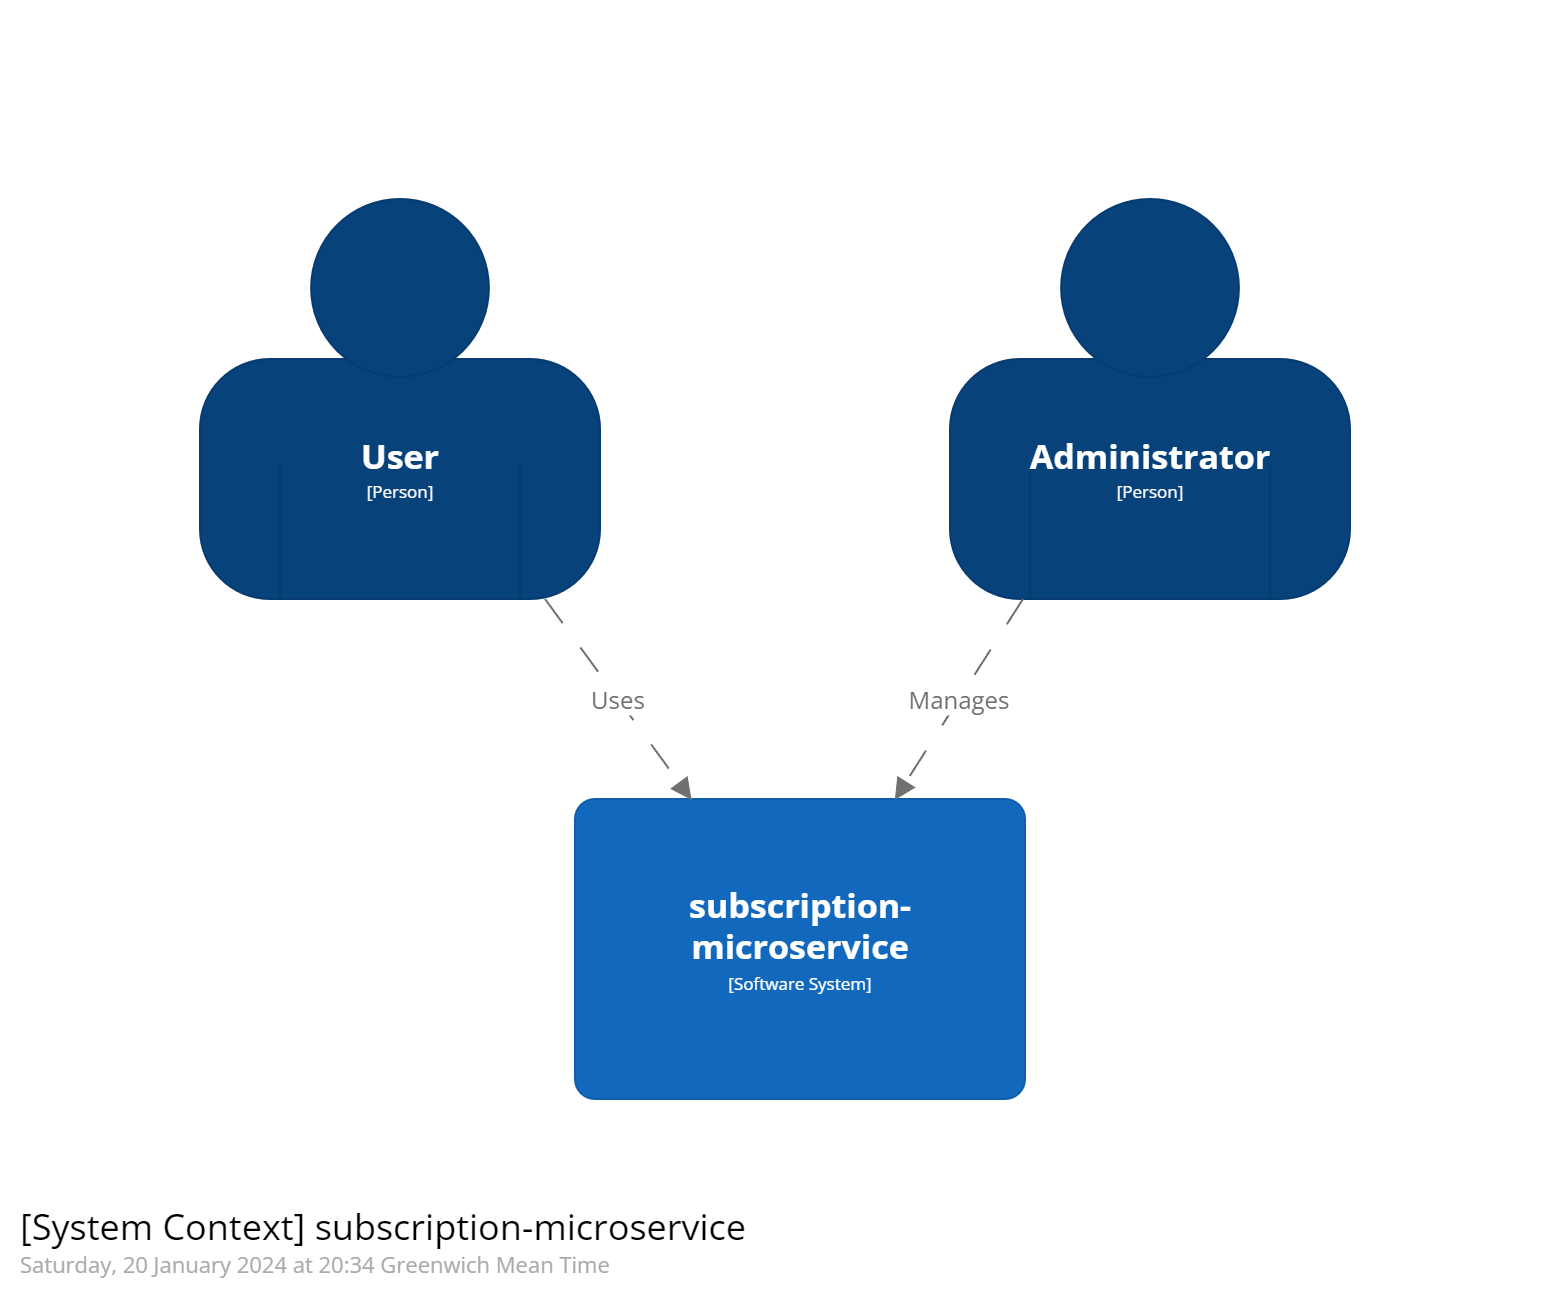 User
[Person]
Administrator
[Person]
Uses
Manages
subscription-
microservice
[Software System]
[System Context] subscription-microservice
Saturday, 20 January 2024 at 20:34 Greenwich Mean Time